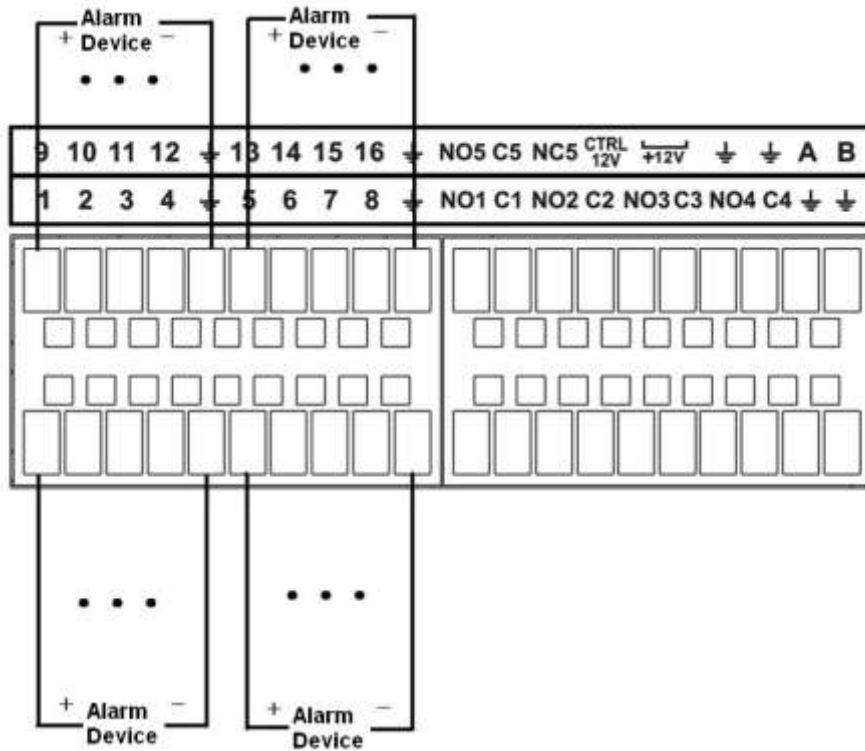 Alarm Device
+ −
Alarm Device
+ −
9 10 11 12 ⏚ 13 14 15 16 ⏚ NO5 C5 NC5 CTRL 12V +12V ⏚ ⏚ A B
1 2 3 4 ⏚ 5 6 7 8 ⏚ NO1 C1 NO2 C2 NO3 C3 NO4 C4 ⏚ ⏚
+ −
Alarm Device
+ −
Alarm Device